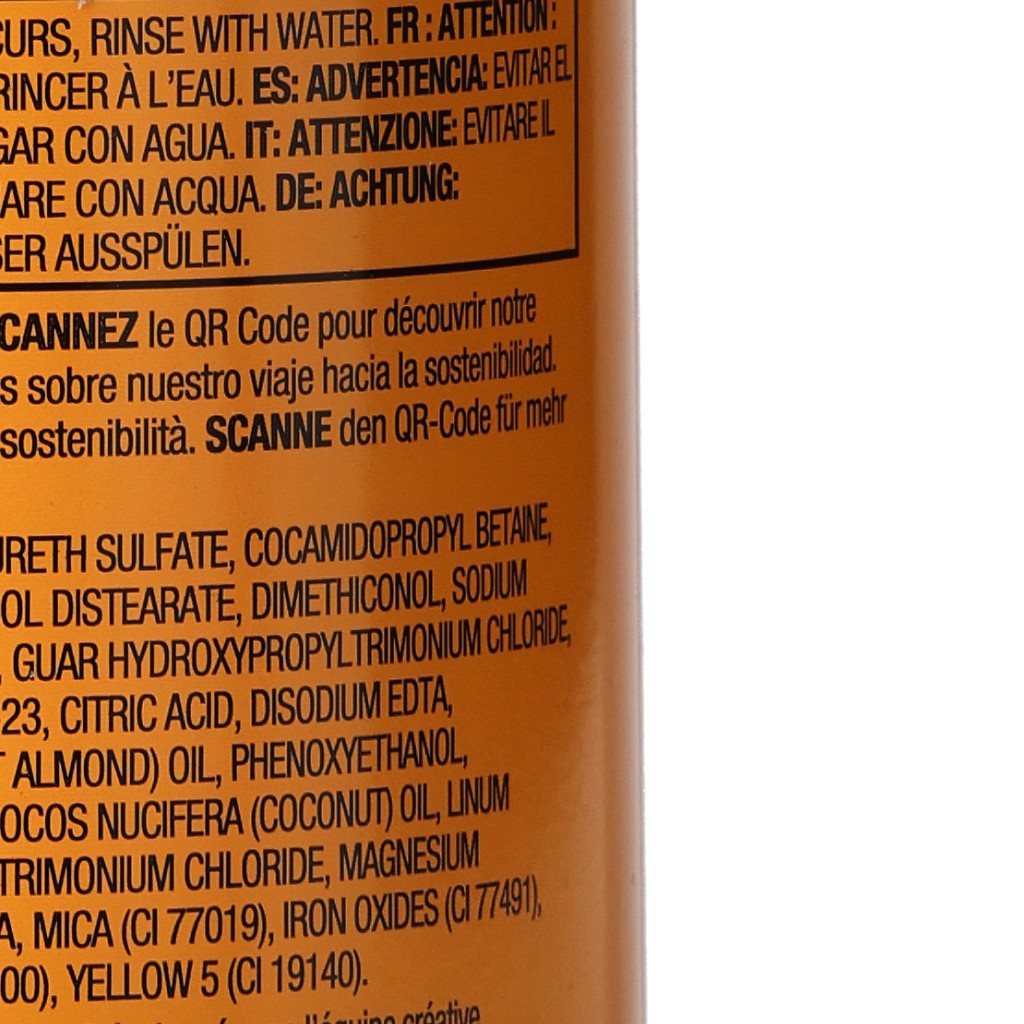 CURS, RINSE WITH WATER. FR : ATTENTION :
RINCER À L'EAU. ES: ADVERTENCIA: EVITAR EL
GAR CON AGUA. IT: ATTENZIONE: EVITARE IL
ARE CON ACQUA. DE: ACHTUNG:
SER AUSSPÜLEN.
SCANNEZ le QR Code pour découvrir notre
s sobre nuestro viaje hacia la sostenibilidad.
sostenibilità. SCANNE den QR-Code für mehr
URETH SULFATE, COCAMIDOPROPYL BETAINE,
OL DISTEARATE, DIMETHICONOL, SODIUM
, GUAR HYDROXYPROPYLTRIMONIUM CHLORIDE,
-23, CITRIC ACID, DISODIUM EDTA,
T ALMOND) OIL, PHENOXYETHANOL,
OCOS NUCIFERA (COCONUT) OIL, LINUM
TRIMONIUM CHLORIDE, MAGNESIUM
A, MICA (CI 77019), IRON OXIDES (CI 77491),
00), YELLOW 5 (CI 19140).
l'équipe créative